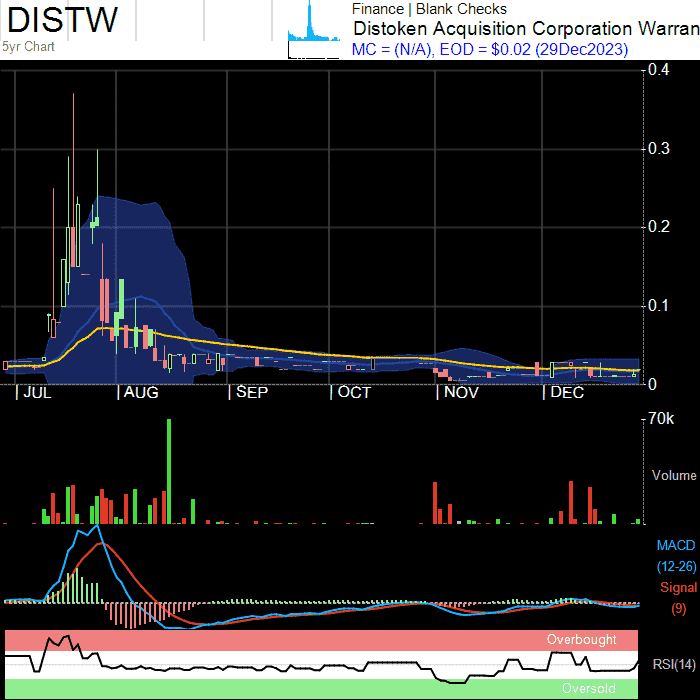 DISTW
5yr Chart
Finance | Blank Checks
Distoken Acquisition Corporation Warran
MC = (N/A), EOD = $0.02 (29Dec2023)
0.4
0.3
0.2
0.1
0
JUL AUG SEP OCT NOV DEC
70k
Volume
MACD
(12-26)
Signal
(9)
Overbought
RSI(14)
Oversold